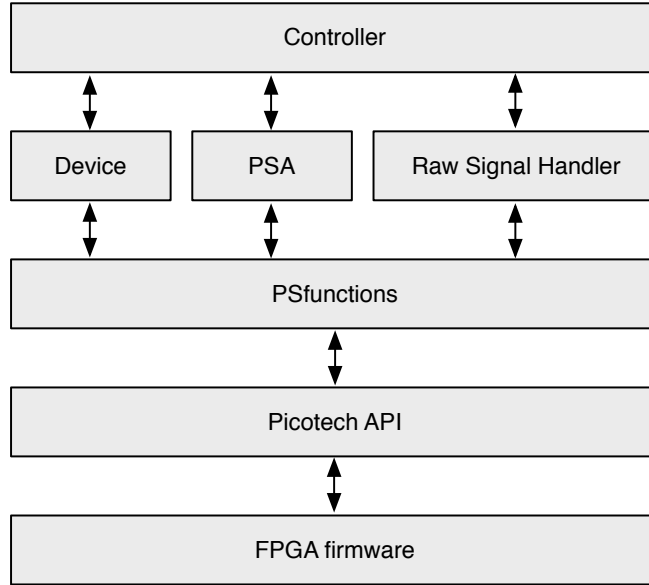 Controller
Device
PSA
Raw Signal Handler
PSfunctions
Picotech API
FPGA firmware